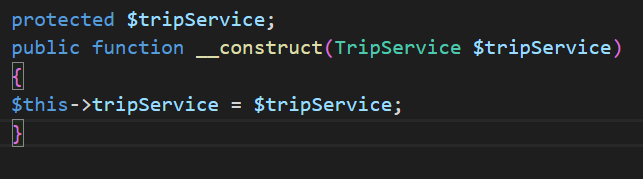 protected $tripService;
public function __construct(TripService $tripService)
{
$this->tripService = $tripService;
}